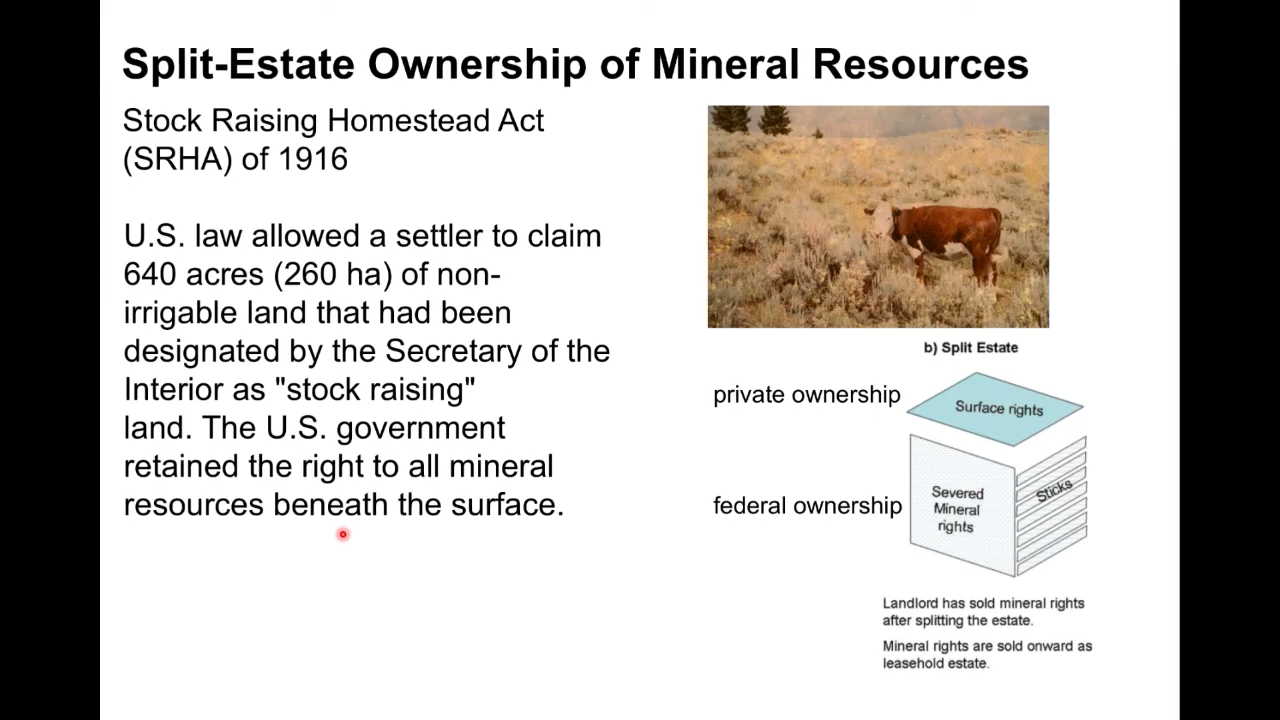 Split-Estate Ownership of Mineral Resources
Stock Raising Homestead Act
(SRHA) of 1916
U.S. law allowed a settler to claim
640 acres (260 ha) of non-
irrigable land that had been
designated by the Secretary of the
Interior as "stock raising"
land. The U.S. government
retained the right to all mineral
resources beneath the surface.
b) Split Estate
private ownership
Surface rights
federal ownership
Severed
Mineral
rights
Sticks
Landlord has sold mineral rights
after splitting the estate.
Mineral rights are sold onward as
leasehold estate.